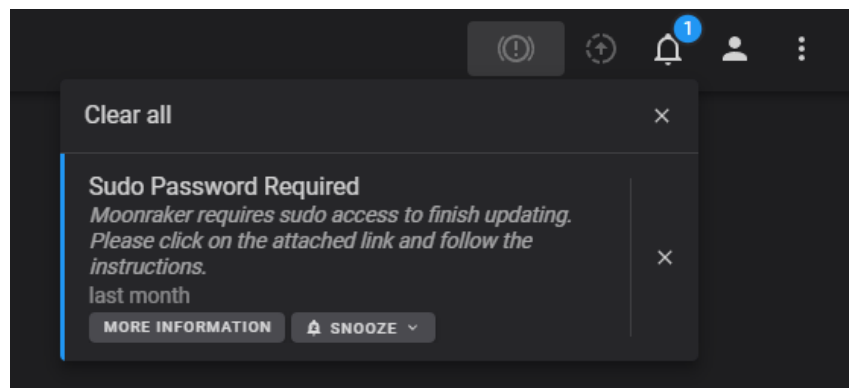 1
Clear all
Sudo Password Required
Moonraker requires sudo access to finish updating.
Please click on the attached link and follow the
instructions.
last month
MORE INFORMATION
SNOOZE